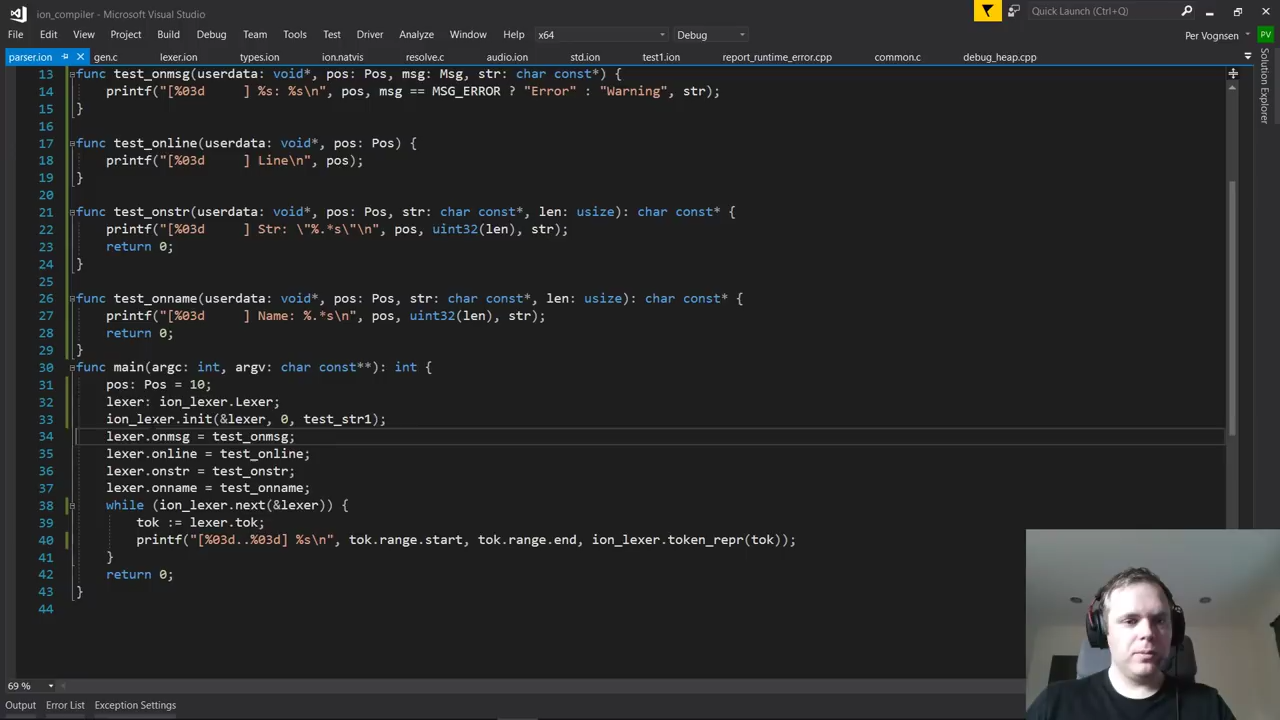 ion_compiler - Microsoft Visual Studio
Quick Launch (Ctrl+Q)
File Edit View Project Build Debug Team Tools Test Driver Analyze Window Help x64 Debug
Per Vognsen PV
parser.ion gen.c lexer.ion types.ion ion.natvis resolve.c audio.ion std.ion test1.ion report_runtime_error.cpp common.c debug_heap.cpp
Solution Explorer
13 func test_onmsg(userdata: void*, pos: Pos, msg: Msg, str: char const*) {
14 printf("[%03d     ] %s: %s\n", pos, msg == MSG_ERROR ? "Error" : "Warning", str);
15 }
16
17 func test_online(userdata: void*, pos: Pos) {
18 printf("[%03d     ] Line\n", pos);
19 }
20
21 func test_onstr(userdata: void*, pos: Pos, str: char const*, len: usize): char const* {
22 printf("[%03d     ] Str: \"%.*s\"\n", pos, uint32(len), str);
23 return 0;
24 }
25
26 func test_onname(userdata: void*, pos: Pos, str: char const*, len: usize): char const* {
27 printf("[%03d     ] Name: %.*s\n", pos, uint32(len), str);
28 return 0;
29 }
30 func main(argc: int, argv: char const**): int {
31 pos: Pos = 10;
32 lexer: ion_lexer.Lexer;
33 ion_lexer.init(&lexer, 0, test_str1);
34 lexer.onmsg = test_onmsg;
35 lexer.online = test_online;
36 lexer.onstr = test_onstr;
37 lexer.onname = test_onname;
38 while (ion_lexer.next(&lexer)) {
39 tok := lexer.tok;
40 printf("[%03d..%03d] %s\n", tok.range.start, tok.range.end, ion_lexer.token_repr(tok));
41 }
42 return 0;
43 }
44
69 %
Output Error List Exception Settings